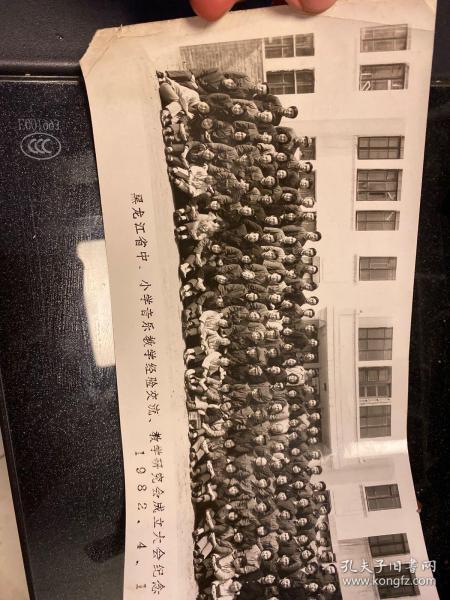 黑龙江省中、小学音乐教学经验交流、教学研究会成立大会纪念
1982、4、1
CCC
孔夫子旧书网
www.kongfz.com